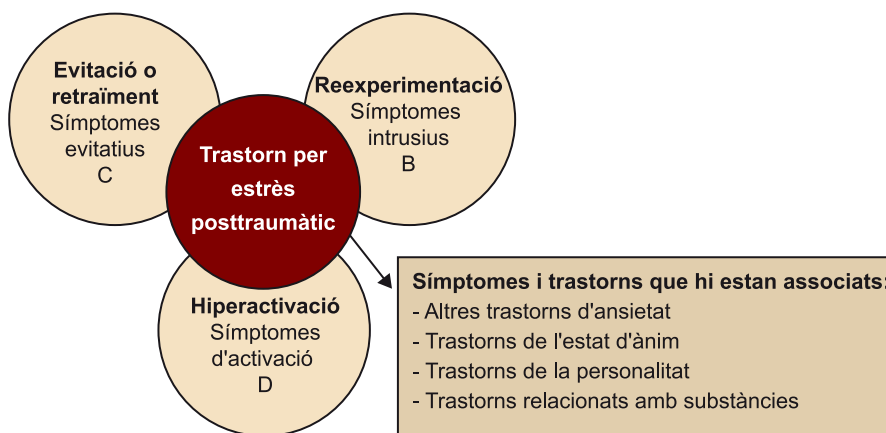 Evitació o
retraïment
Símptomes
evitatius
C
Reexperimentació
Símptomes
intrusius
B
Trastorn per
estrès
posttraumàtic
Hiperactivació
Símptomes
d'activació
D
Símptomes i trastorns que hi estan associats:
- Altres trastorns d'ansietat
- Trastorns de l'estat d'ànim
- Trastorns de la personalitat
- Trastorns relacionats amb substàncies